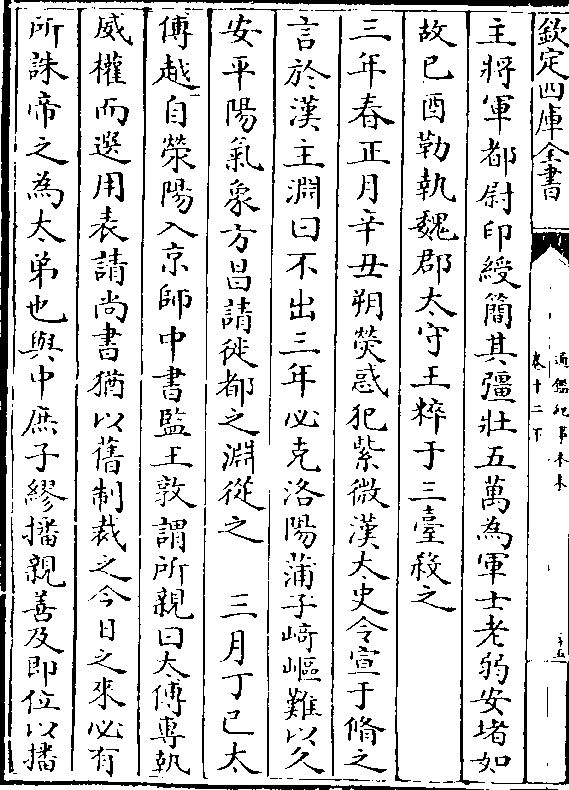 欽定四庫全書
通鑑紀事本末
卷十二下
十五
主將軍都尉印綬簡其彊壯五萬為軍士老弱安堵如
故已酉勒執魏郡太守王粹于三臺殺之
三年春正月辛丑朔熒惑犯紫微漢太史令宣于脩之
言於漢主淵曰不出三年必克洛陽蒲子崎嶇難以久
安平陽氣象方昌請徙都之淵從之　三月丁巳太
傅越自滎陽入京師中書監王敦謂所親曰太傅專執
威權而選用表請尚書猶以舊制裁之今日之來必有
所誅帝之為太弟也與中庶子繆播親善及即位以播